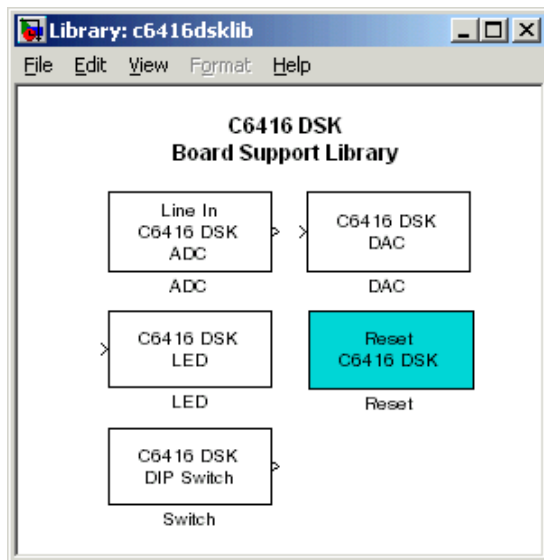 Library: c6416dsklib
File Edit View Format Help
C6416 DSK
Board Support Library
Line In
C6416 DSK
ADC
ADC
C6416 DSK
DAC
DAC
C6416 DSK
LED
LED
Reset
C6416 DSK
Reset
C6416 DSK
DIP Switch
Switch